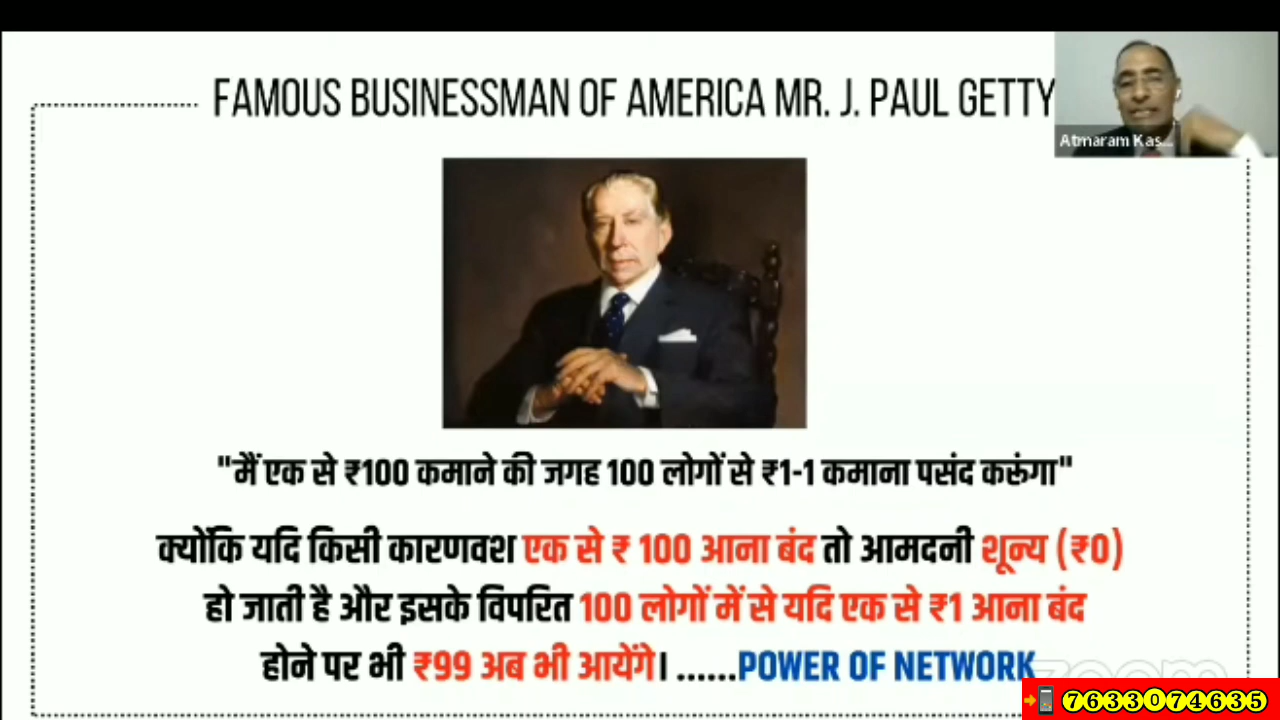 FAMOUS BUSINESSMAN OF AMERICA MR. J. PAUL GETTY
Atmaram Kas...
"मैं एक से ₹100 कमाने की जगह 100 लोगों से ₹1-1 कमाना पसंद करूंगा"
क्योंकि यदि किसी कारणवश एक से ₹ 100 आना बंद तो आमदनी शून्य (₹0)
हो जाती है और इसके विपरित 100 लोगों में से यदि एक से ₹1 आना बंद
होने पर भी ₹99 अब भी आयेंगे। ......POWER OF NETWORK
zoom
7633074635